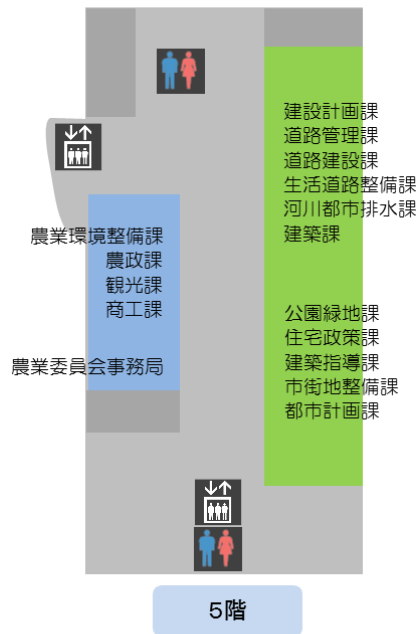 建設計画課
道路管理課
道路建設課
生活道路整備課
河川都市排水課
建築課
農業環境整備課
農政課
観光課
商工課
農業委員会事務局
公園緑地課
住宅政策課
建築指導課
市街地整備課
都市計画課
5階